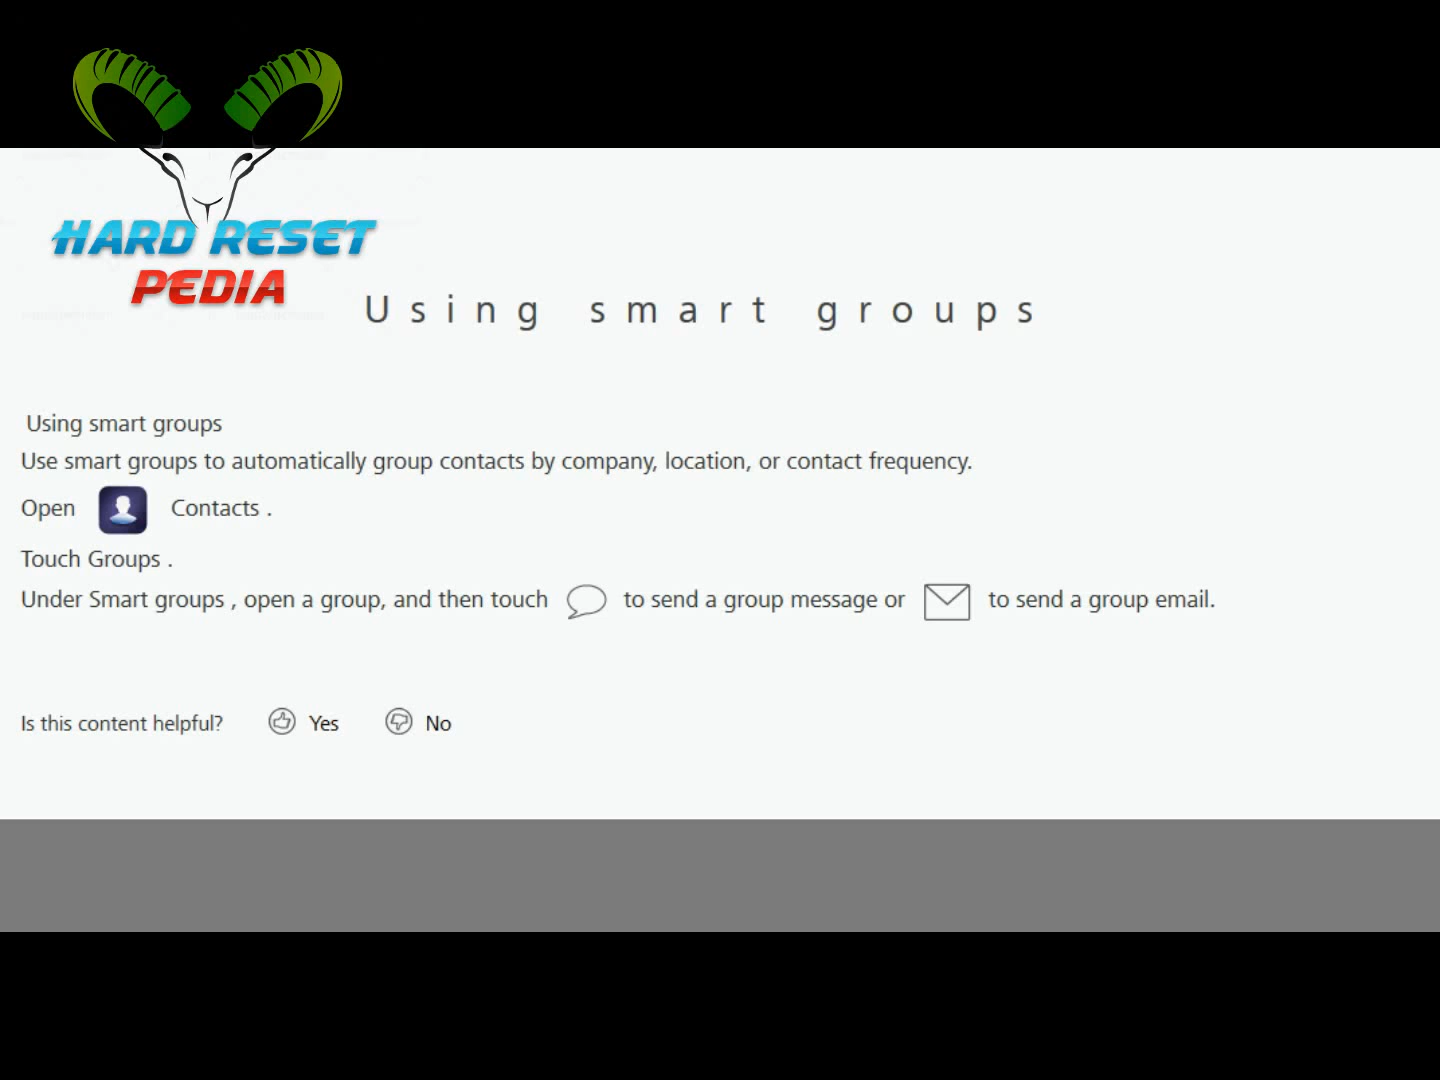 HARD RESET
PEDIA
Using smart groups
Using smart groups
Use smart groups to automatically group contacts by company, location, or contact frequency.
Open Contacts .
Touch Groups .
Under Smart groups , open a group, and then touch to send a group message or to send a group email.
Is this content helpful? Yes No